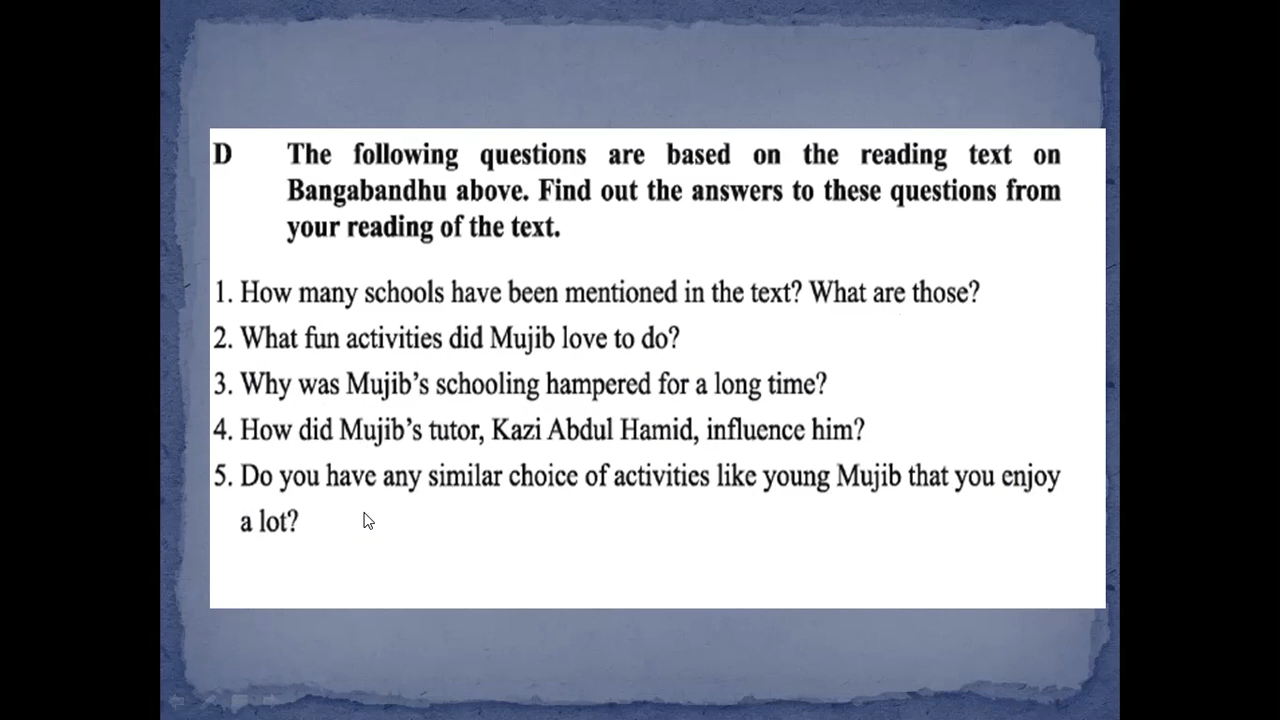 D The following questions are based on the reading text on
Bangabandhu above. Find out the answers to these questions from
your reading of the text.
1. How many schools have been mentioned in the text? What are those?
2. What fun activities did Mujib love to do?
3. Why was Mujib’s schooling hampered for a long time?
4. How did Mujib’s tutor, Kazi Abdul Hamid, influence him?
5. Do you have any similar choice of activities like young Mujib that you enjoy
a lot?